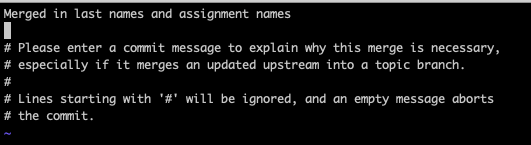 Merged in last names and assignment names
# Please enter a commit message to explain why this merge is necessary,
# especially if it merges an updated upstream into a topic branch.
#
# Lines starting with '#' will be ignored, and an empty message aborts
# the commit.
~